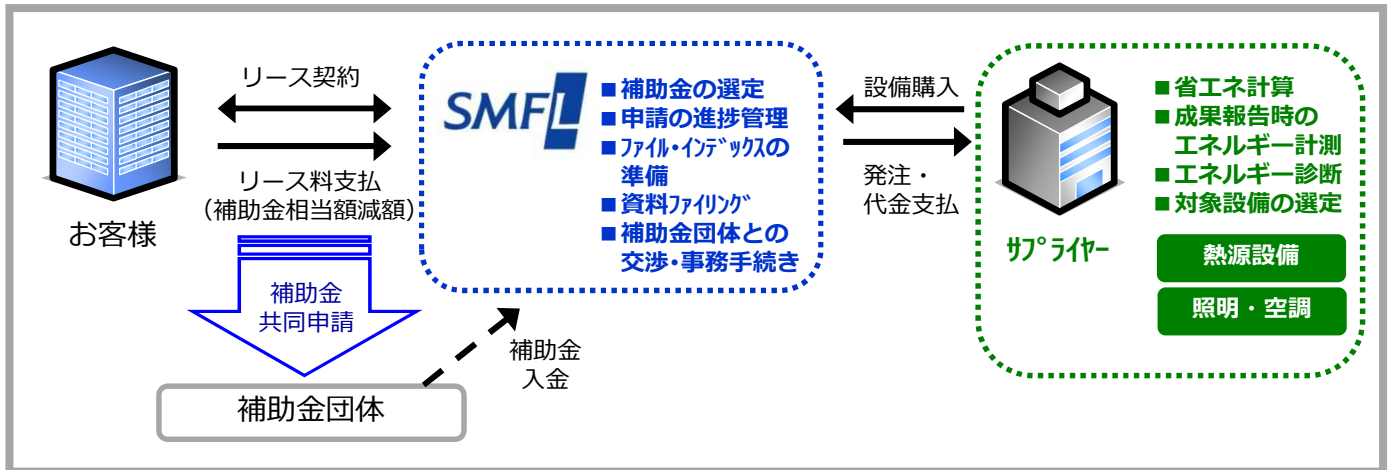 リース契約
リース料支払
(補助金相当額減額)
お客様
補助金
共同申請
補助金団体
補助金
入金
SMFL
■補助金の選定
■申請の進捗管理
■ファイル・インデックスの
準備
■資料ファイリング
■補助金団体との
交渉・事務手続き
設備購入
発注・
代金支払
サプライヤー
■省エネ計算
■成果報告時の
エネルギー計測
■エネルギー診断
■対象設備の選定
熱源設備
照明・空調